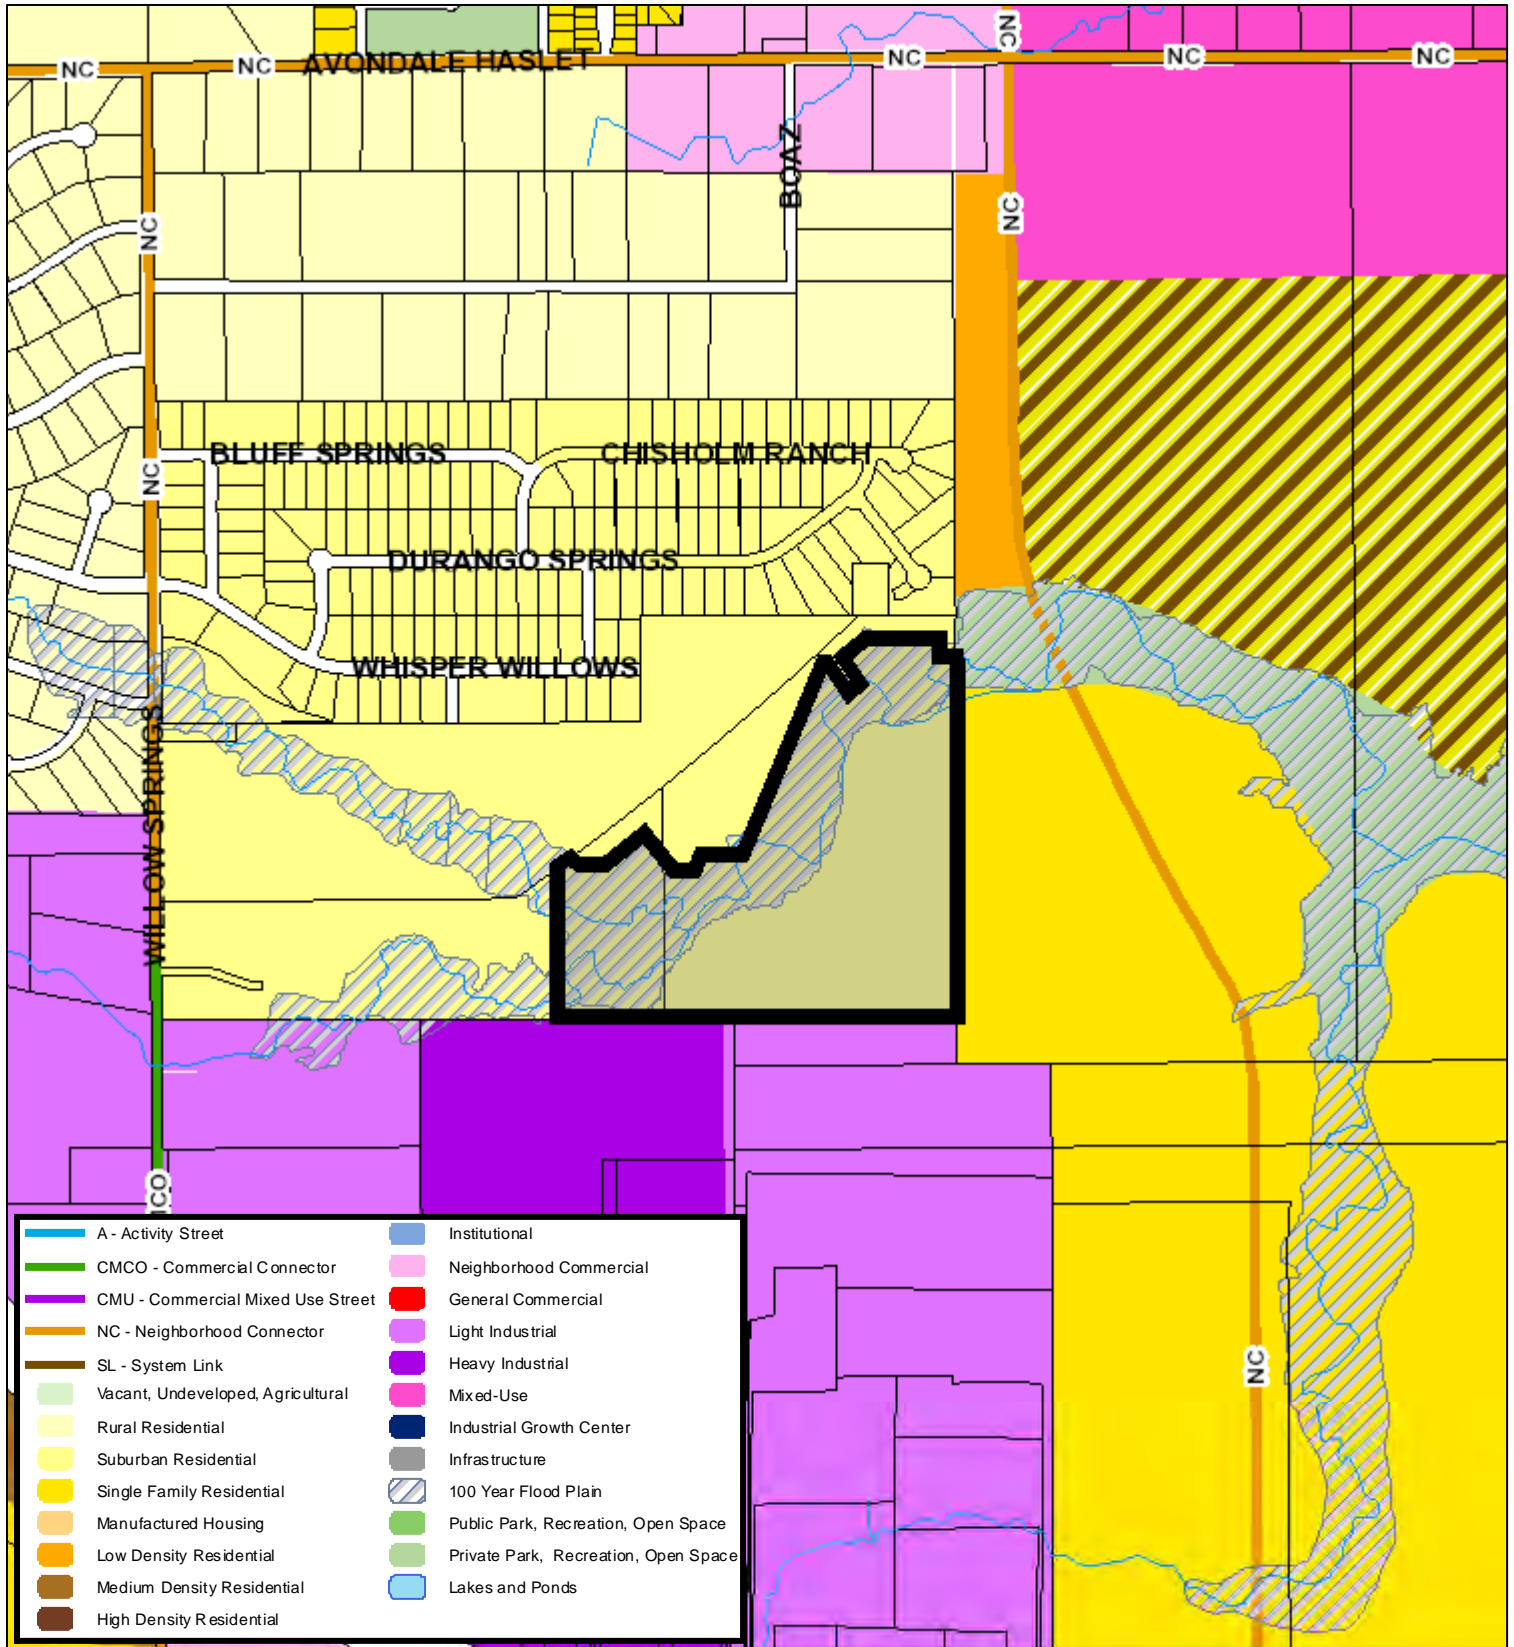 NC
NC
AVONDALE HASLET
NC
NC
NC
NC
BOAZ
NC
NC
BLUFF SPRINGS
CHISHOLM RANCH
NC
DURANGO SPRINGS
WHISPER WILLOWS
WILLOW SPRINGS
NC
A - Activity Street
CMCO - Commercial Connector
CMU - Commercial Mixed Use Street
NC - Neighborhood Connector
SL - System Link
Vacant, Undeveloped, Agricultural
Rural Residential
Suburban Residential
Single Family Residential
Manufactured Housing
Low Density Residential
Medium Density Residential
High Density Residential
Institutional
Neighborhood Commercial
General Commercial
Light Industrial
Heavy Industrial
Mixed-Use
Industrial Growth Center
Infrastructure
100 Year Flood Plain
Public Park, Recreation, Open Space
Private Park, Recreation, Open Space
Lakes and Ponds